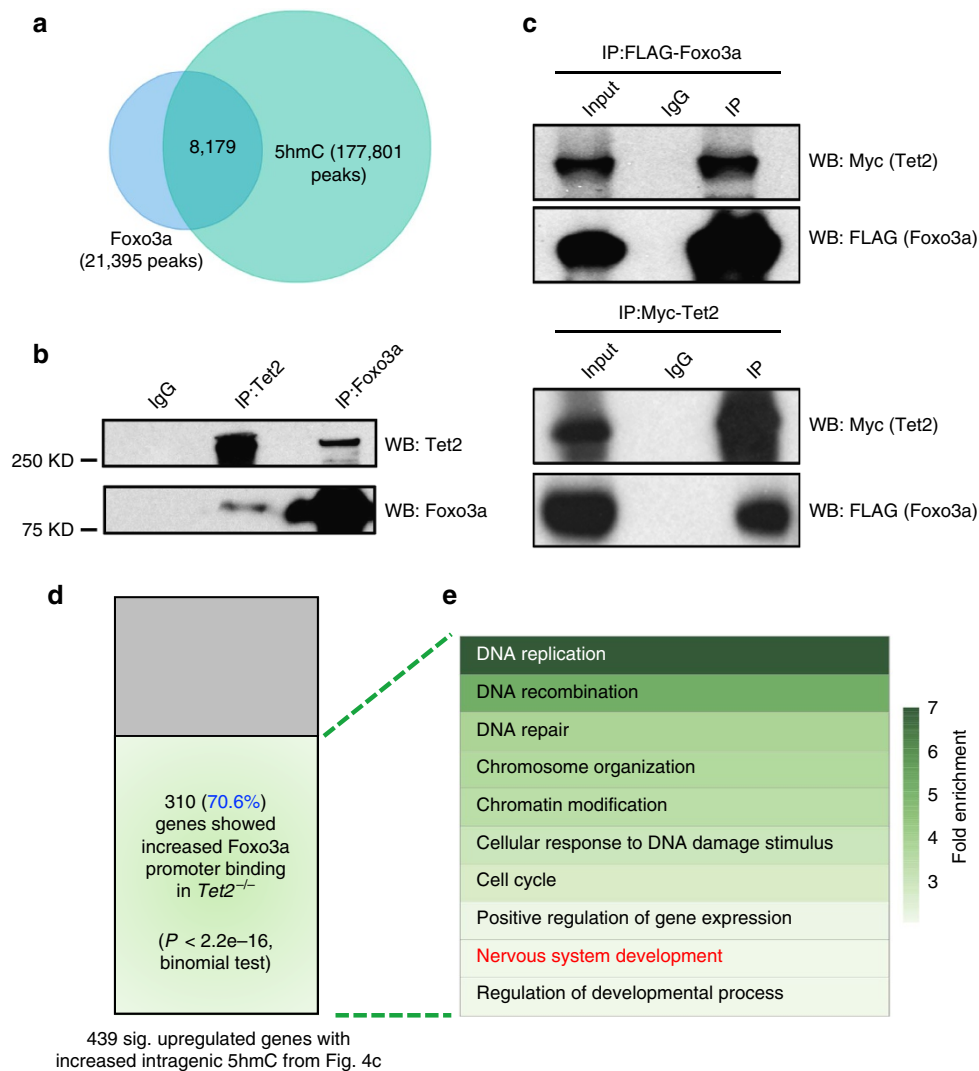 a
8,179
5hmC (177,801
peaks)
Foxo3a
(21,395 peaks)
b
IgG
IP:Tet2
IP:Foxo3a
250 KD
WB: Tet2
75 KD
WB: Foxo3a
c
IP:FLAG-Foxo3a
Input
IgG
IP
WB: Myc (Tet2)
WB: FLAG (Foxo3a)
IP:Myc-Tet2
Input
IgG
IP
WB: Myc (Tet2)
WB: FLAG (Foxo3a)
d
310 (70.6%)
genes showed
increased Foxo3a
promoter binding
in Tet2–/–
(P < 2.2e–16,
binomial test)
439 sig. upregulated genes with
increased intragenic 5hmC from Fig. 4c
e
DNA replication
DNA recombination
DNA repair
Chromosome organization
Chromatin modification
Cellular response to DNA damage stimulus
Cell cycle
Positive regulation of gene expression
Nervous system development
Regulation of developmental process
7
6
5
4
3
Fold enrichment